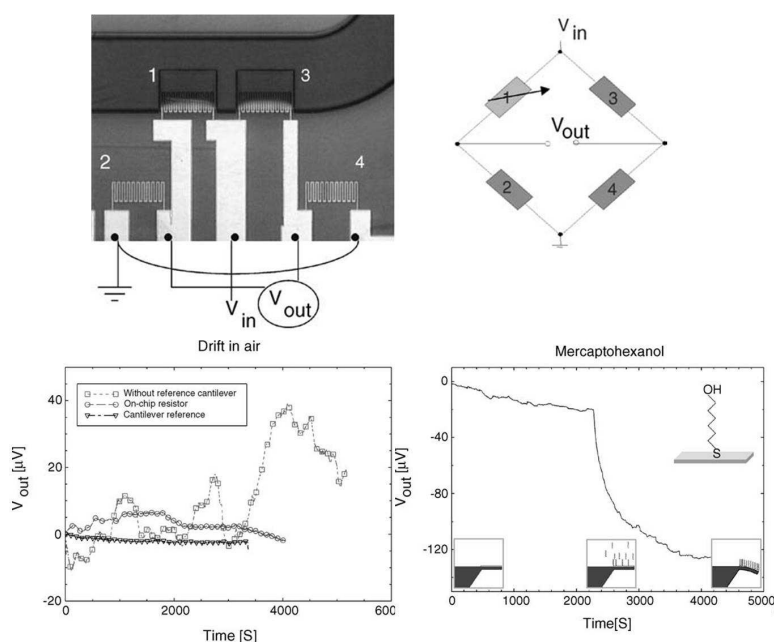 1
3
2
4
V in
V out
V in
1
3
V out
2
4
Drift in air
Without reference cantilever
On-chip resistor
Cantilever reference
40
20
0
-20
V out [μV]
0
2000
4000
Time [S]
Mercaptohexanol
OH
S
0
-40
-80
-120
V out [μV]
0
1000
2000
3000
4000
5000
Time[S]